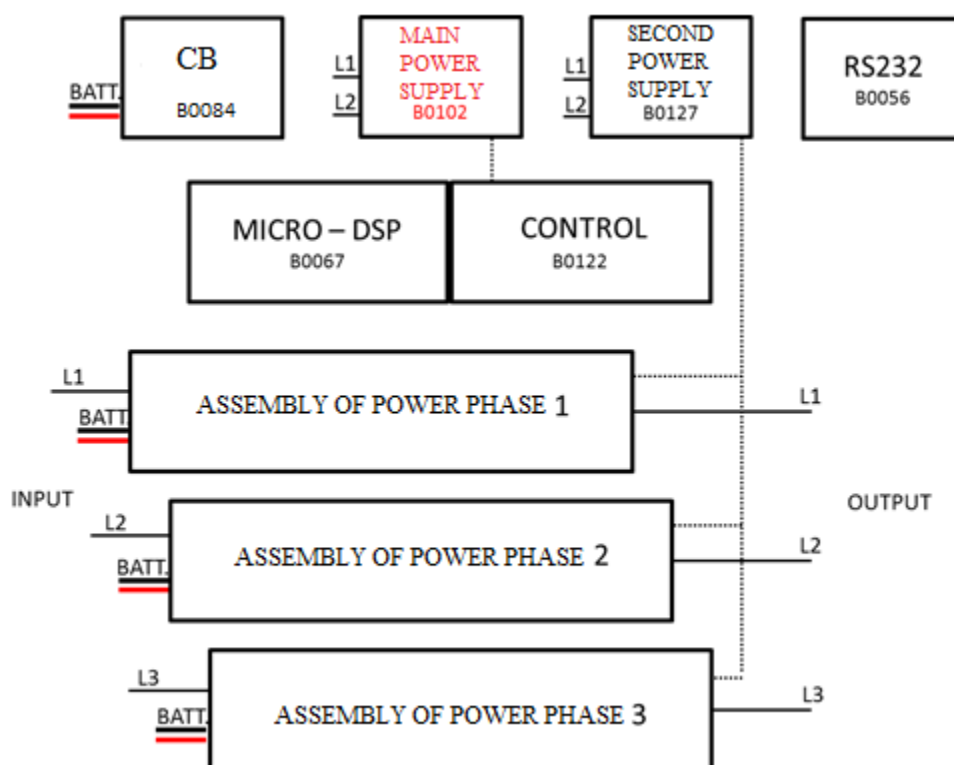 CB
BATT.
B0084
MAIN
POWER
SUPPLY
L1
L2
B0102
SECOND
POWER
SUPPLY
L1
L2
B0127
RS232
B0056
MICRO – DSP
B0067
CONTROL
B0122
L1
BATT.
ASSEMBLY OF POWER PHASE 1
L1
INPUT
OUTPUT
L2
BATT.
ASSEMBLY OF POWER PHASE 2
L2
L3
BATT.
ASSEMBLY OF POWER PHASE 3
L3